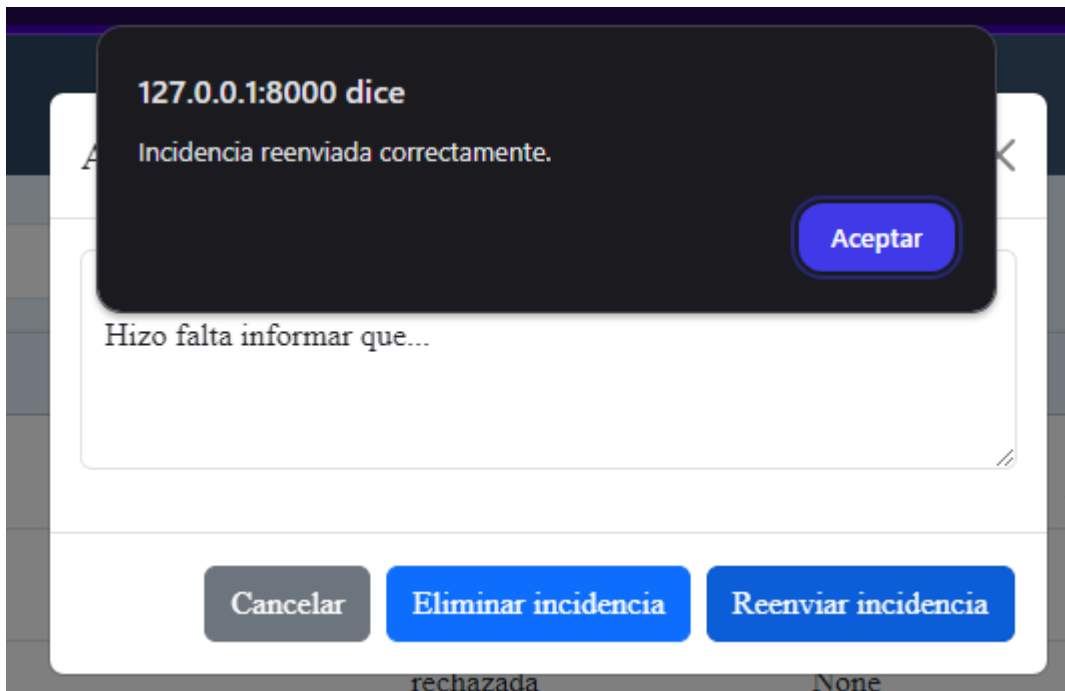 127.0.0.1:8000 dice
Incidencia reenviada correctamente.
Aceptar
Hizo falta informar que...
Cancelar
Eliminar incidencia
Reenviar incidencia
rechazada
None